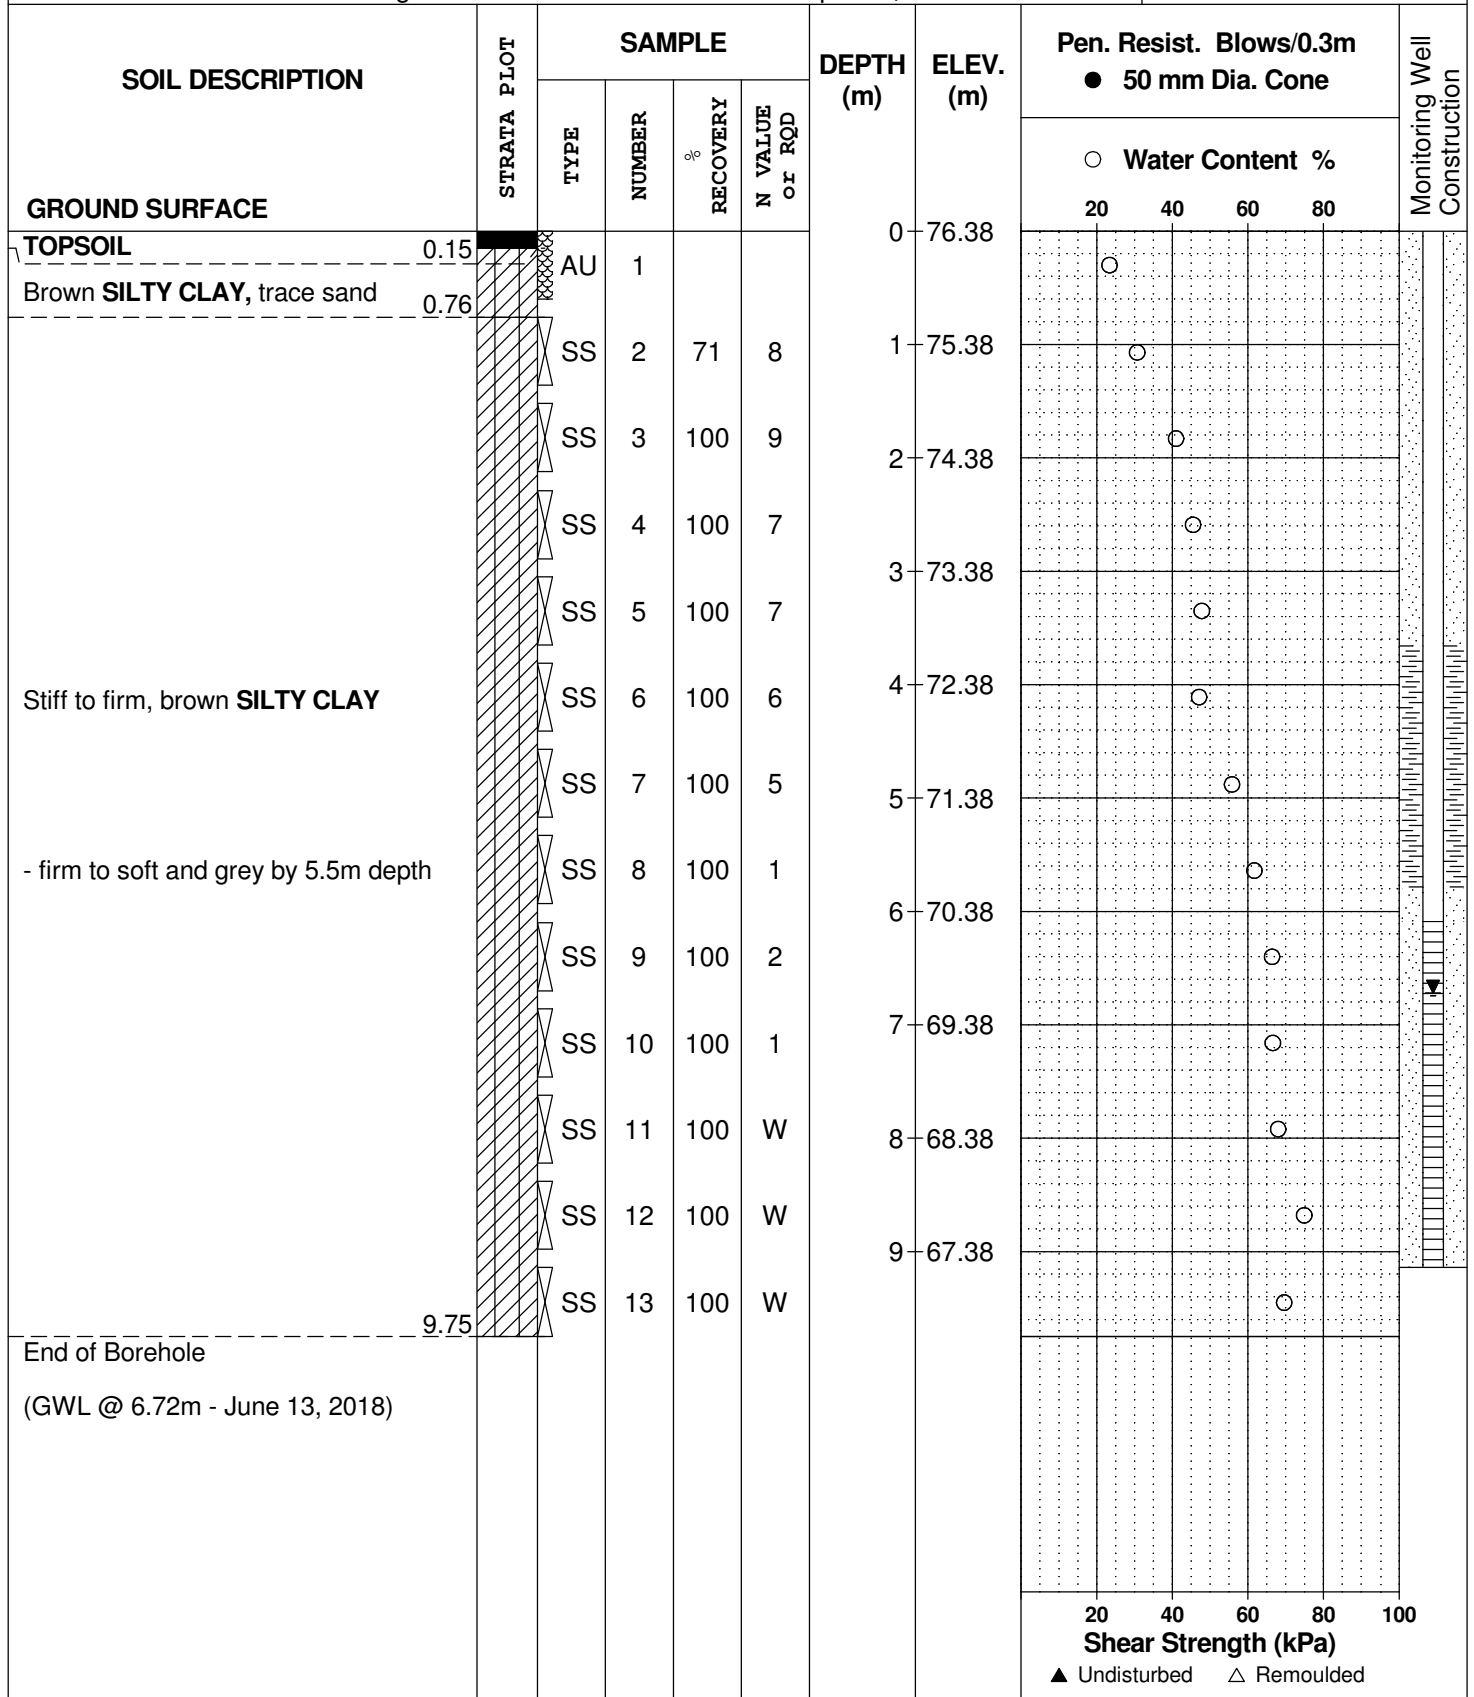 SOIL DESCRIPTION
GROUND SURFACE
STRATA PLOT
SAMPLE
TYPE
NUMBER
%
RECOVERY
N VALUE
or RQD
DEPTH
(m)
ELEV.
(m)
Pen. Resist. Blows/0.3m
● 50 mm Dia. Cone
○ Water Content %
20 40 60 80
Monitoring Well
Construction
0 76.38
TOPSOIL 0.15
AU 1
Brown SILTY CLAY, trace sand 0.76
SS 2 71 8
1 75.38
SS 3 100 9
2 74.38
SS 4 100 7
3 73.38
SS 5 100 7
Stiff to firm, brown SILTY CLAY
SS 6 100 6
4 72.38
SS 7 100 5
5 71.38
- firm to soft and grey by 5.5m depth
SS 8 100 1
6 70.38
SS 9 100 2
7 69.38
SS 10 100 1
SS 11 100 W
8 68.38
SS 12 100 W
9 67.38
SS 13 100 W
9.75
End of Borehole
(GWL @ 6.72m - June 13, 2018)
20 40 60 80 100
Shear Strength (kPa)
▲ Undisturbed △ Remoulded